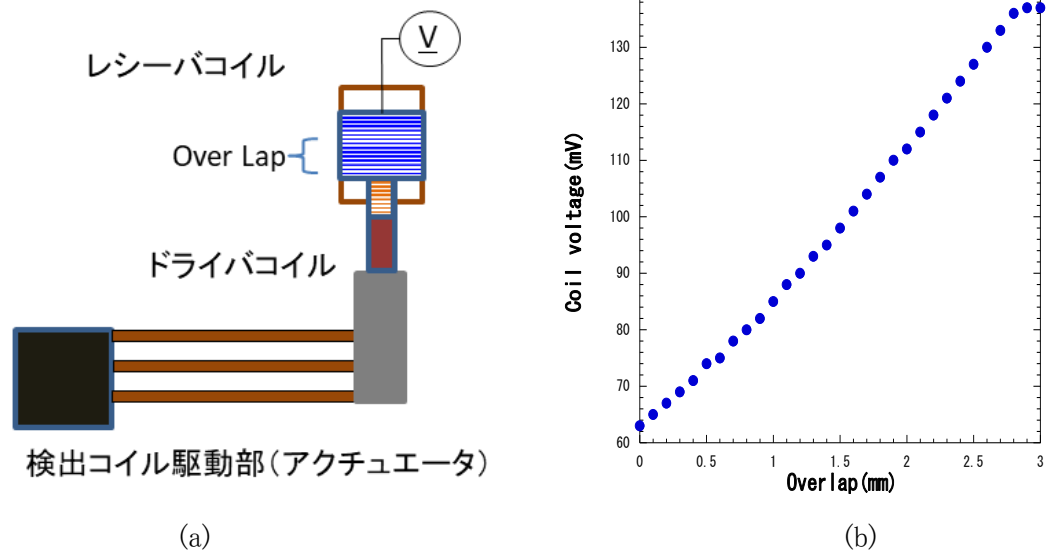 V
レシーバコイル
Over Lap
ドライバコイル
検出コイル駆動部(アクチュエータ)
(a)
Coil voltage(mV)
130
120
110
100
90
80
70
60
0 0.5 1 1.5 2 2.5 3
Overlap(mm)
(b)